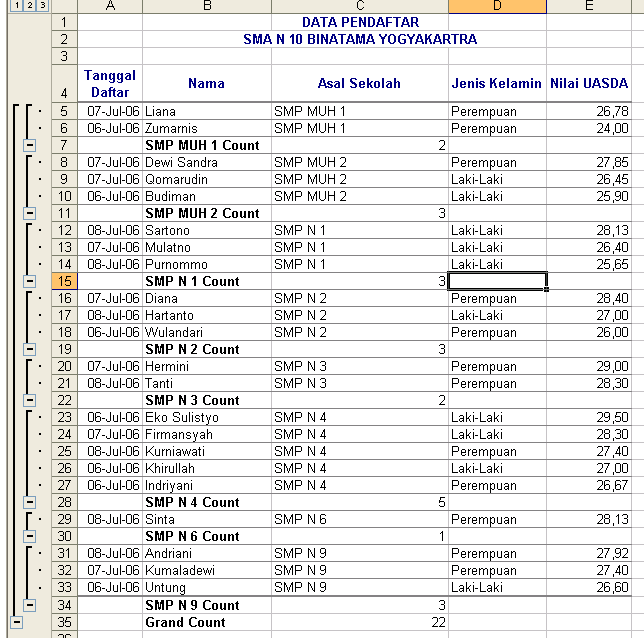 1 2 3 A B C D E
1 DATA PENDAFTAR
2 SMA N 10 BINATAMA YOGYAKARTRA
3
4 Tanggal Daftar Nama Asal Sekolah Jenis Kelamin Nilai UASDA
5 07-Jul-06 Liana SMP MUH 1 Perempuan 26,78
6 06-Jul-06 Zumarnis SMP MUH 1 Perempuan 24,00
7 SMP MUH 1 Count 2
8 07-Jul-06 Dewi Sandra SMP MUH 2 Perempuan 27,85
9 07-Jul-06 Qomarudin SMP MUH 2 Laki-Laki 26,45
10 06-Jul-06 Budiman SMP MUH 2 Laki-Laki 25,90
11 SMP MUH 2 Count 3
12 08-Jul-06 Sartono SMP N 1 Laki-Laki 28,13
13 07-Jul-06 Mulatno SMP N 1 Laki-Laki 26,40
14 08-Jul-06 Purnommo SMP N 1 Laki-Laki 25,65
15 SMP N 1 Count 3
16 07-Jul-06 Diana SMP N 2 Perempuan 28,40
17 08-Jul-06 Hartanto SMP N 2 Laki-Laki 27,00
18 06-Jul-06 Wulandari SMP N 2 Perempuan 26,00
19 SMP N 2 Count 3
20 07-Jul-06 Hermini SMP N 3 Perempuan 29,00
21 08-Jul-06 Tanti SMP N 3 Perempuan 28,30
22 SMP N 3 Count 2
23 06-Jul-06 Eko Sulistyo SMP N 4 Laki-Laki 29,50
24 07-Jul-06 Firmansyah SMP N 4 Laki-Laki 28,30
25 08-Jul-06 Kurniawati SMP N 4 Perempuan 27,40
26 06-Jul-06 Khirullah SMP N 4 Laki-Laki 27,00
27 06-Jul-06 Indriyani SMP N 4 Perempuan 26,67
28 SMP N 4 Count 5
29 08-Jul-06 Sinta SMP N 6 Perempuan 28,13
30 SMP N 6 Count 1
31 08-Jul-06 Andriani SMP N 9 Perempuan 27,92
32 07-Jul-06 Kumaladewi SMP N 9 Perempuan 27,40
33 06-Jul-06 Untung SMP N 9 Laki-Laki 26,60
34 SMP N 9 Count 3
35 Grand Count 22